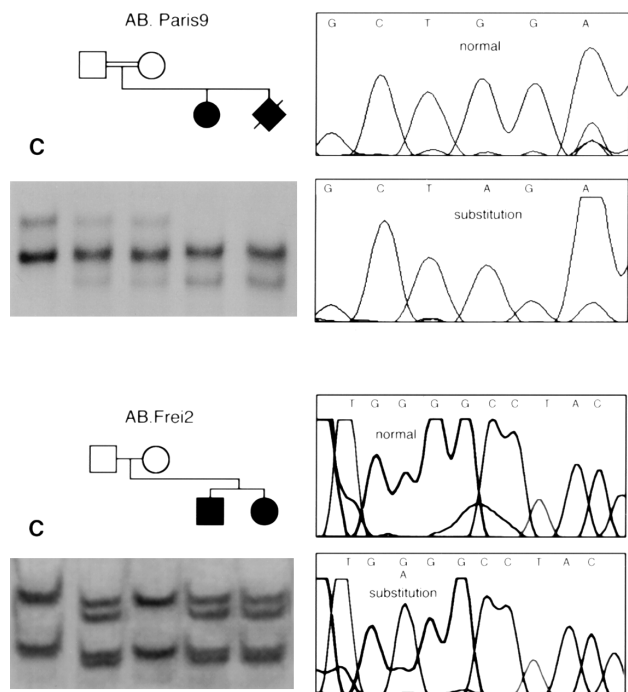 AB. Paris9
C
G C T G G A
normal
G C T A G A
substitution
AB.Frei2
C
T G G G G C C T A C
normal
T G G G G C C T A C
A
substitution